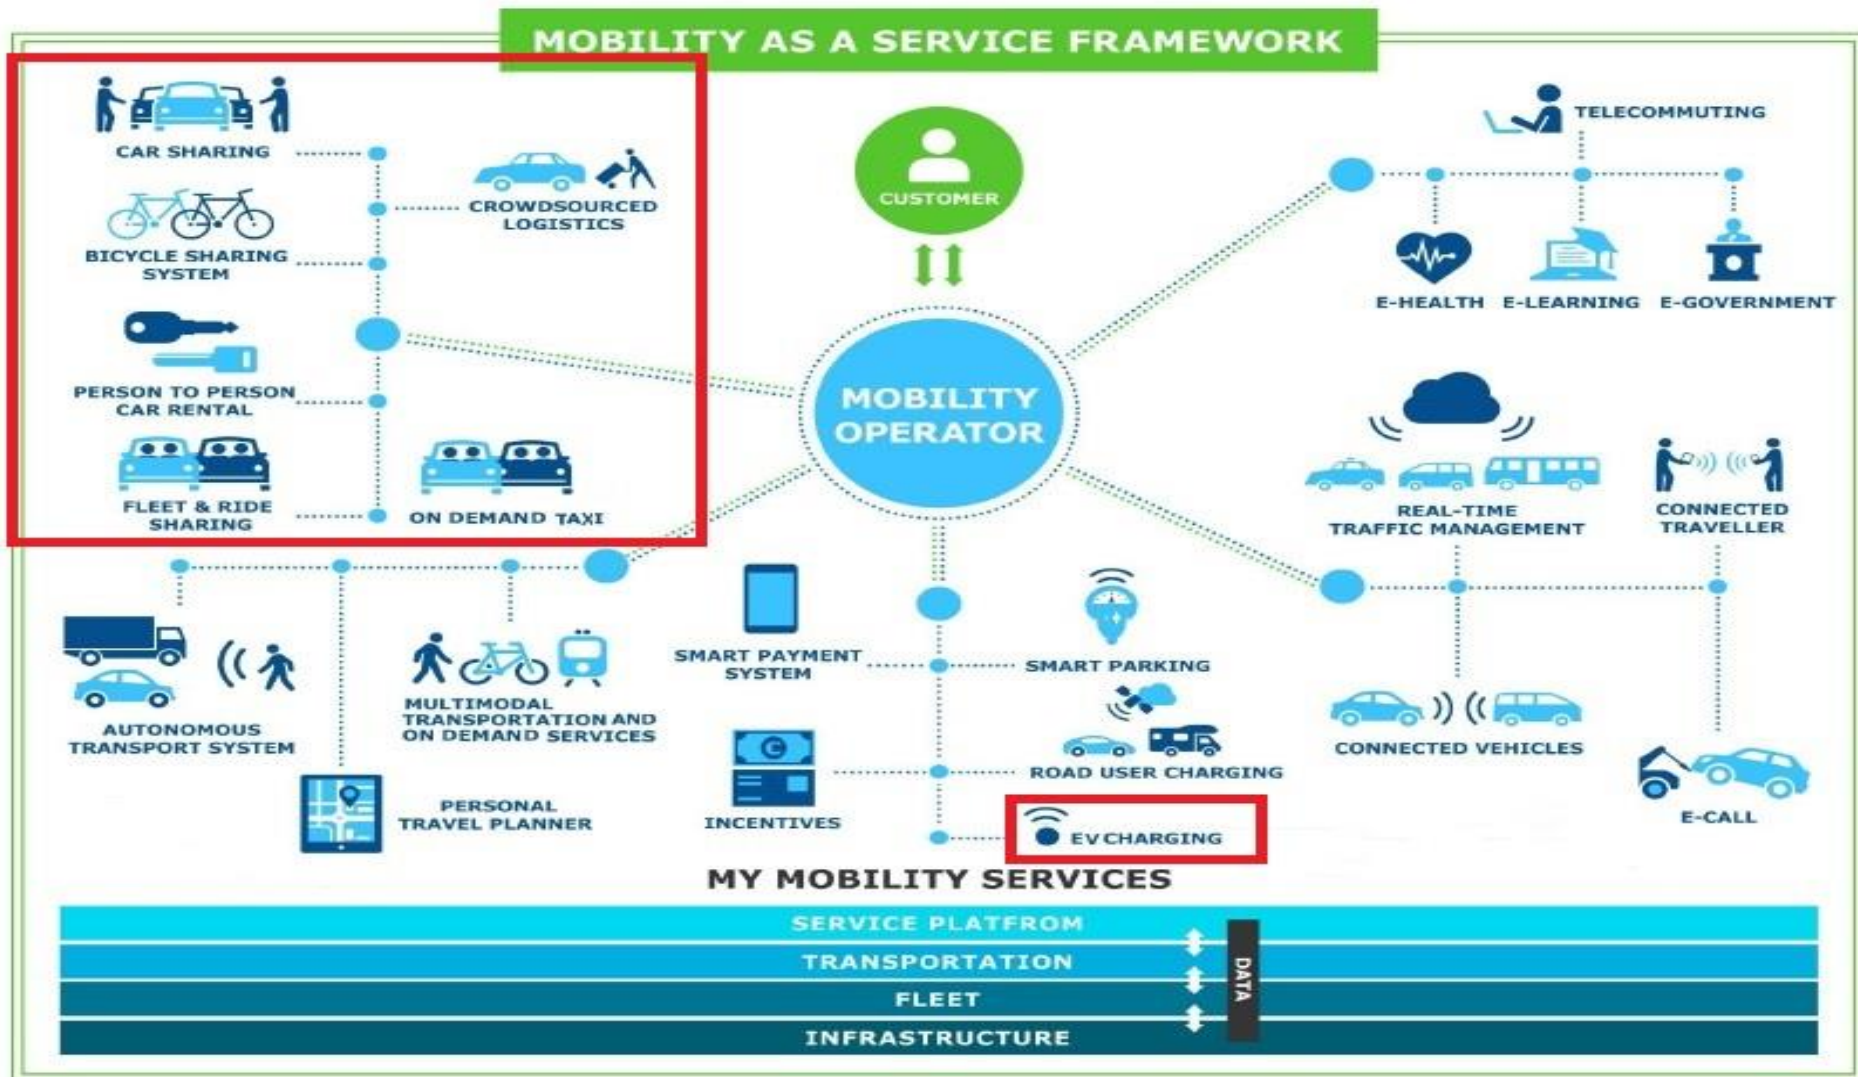 MOBILITY AS A SERVICE FRAMEWORK
CAR SHARING
CROWDSOURCED
LOGISTICS
BICYCLE SHARING
SYSTEM
PERSON TO PERSON
CAR RENTAL
FLEET & RIDE
SHARING
ON DEMAND TAXI
CUSTOMER
MOBILITY
OPERATOR
TELECOMMUTING
E-HEALTH
E-LEARNING
E-GOVERNMENT
REAL-TIME
TRAFFIC MANAGEMENT
CONNECTED
TRAVELLER
CONNECTED VEHICLES
E-CALL
AUTONOMOUS
TRANSPORT SYSTEM
MULTIMODAL
TRANSPORTATION AND
ON DEMAND SERVICES
PERSONAL
TRAVEL PLANNER
SMART PAYMENT
SYSTEM
SMART PARKING
INCENTIVES
ROAD USER CHARGING
EV CHARGING
MY MOBILITY SERVICES
SERVICE PLATFROM
TRANSPORTATION
FLEET
INFRASTRUCTURE
DATA